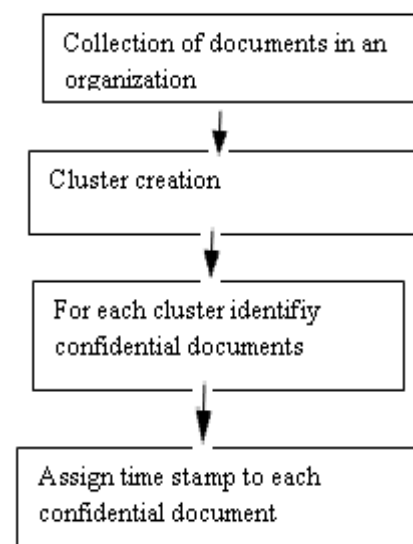 Collection of documents in an
organization
Cluster creation
For each cluster identifiy
confidential documents
Assign time stamp to each
confidential document